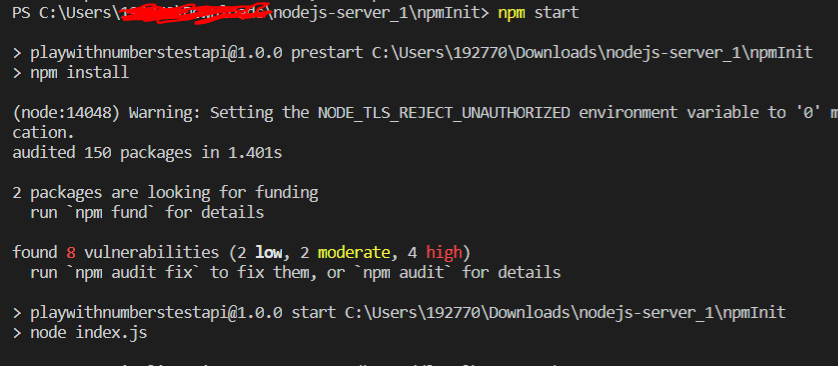 PS C:\Users\ \nodejs-server_1\npmInit> npm start
> playwithnumberstestapi@1.0.0 prestart C:\Users\192770\Downloads\nodejs-server_1\npmInit
> npm install
(node:14048) Warning: Setting the NODE_TLS_REJECT_UNAUTHORIZED environment variable to '0' m
cation.
audited 150 packages in 1.401s
2 packages are looking for funding
run `npm fund` for details
found 8 vulnerabilities (2 low, 2 moderate, 4 high)
run `npm audit fix` to fix them, or `npm audit` for details
> playwithnumberstestapi@1.0.0 start C:\Users\192770\Downloads\nodejs-server_1\npmInit
> node index.js